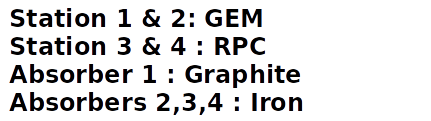 Station 1 & 2: GEM
Station 3 & 4 : RPC
Absorber 1 : Graphite
Absorbers 2,3,4 : Iron